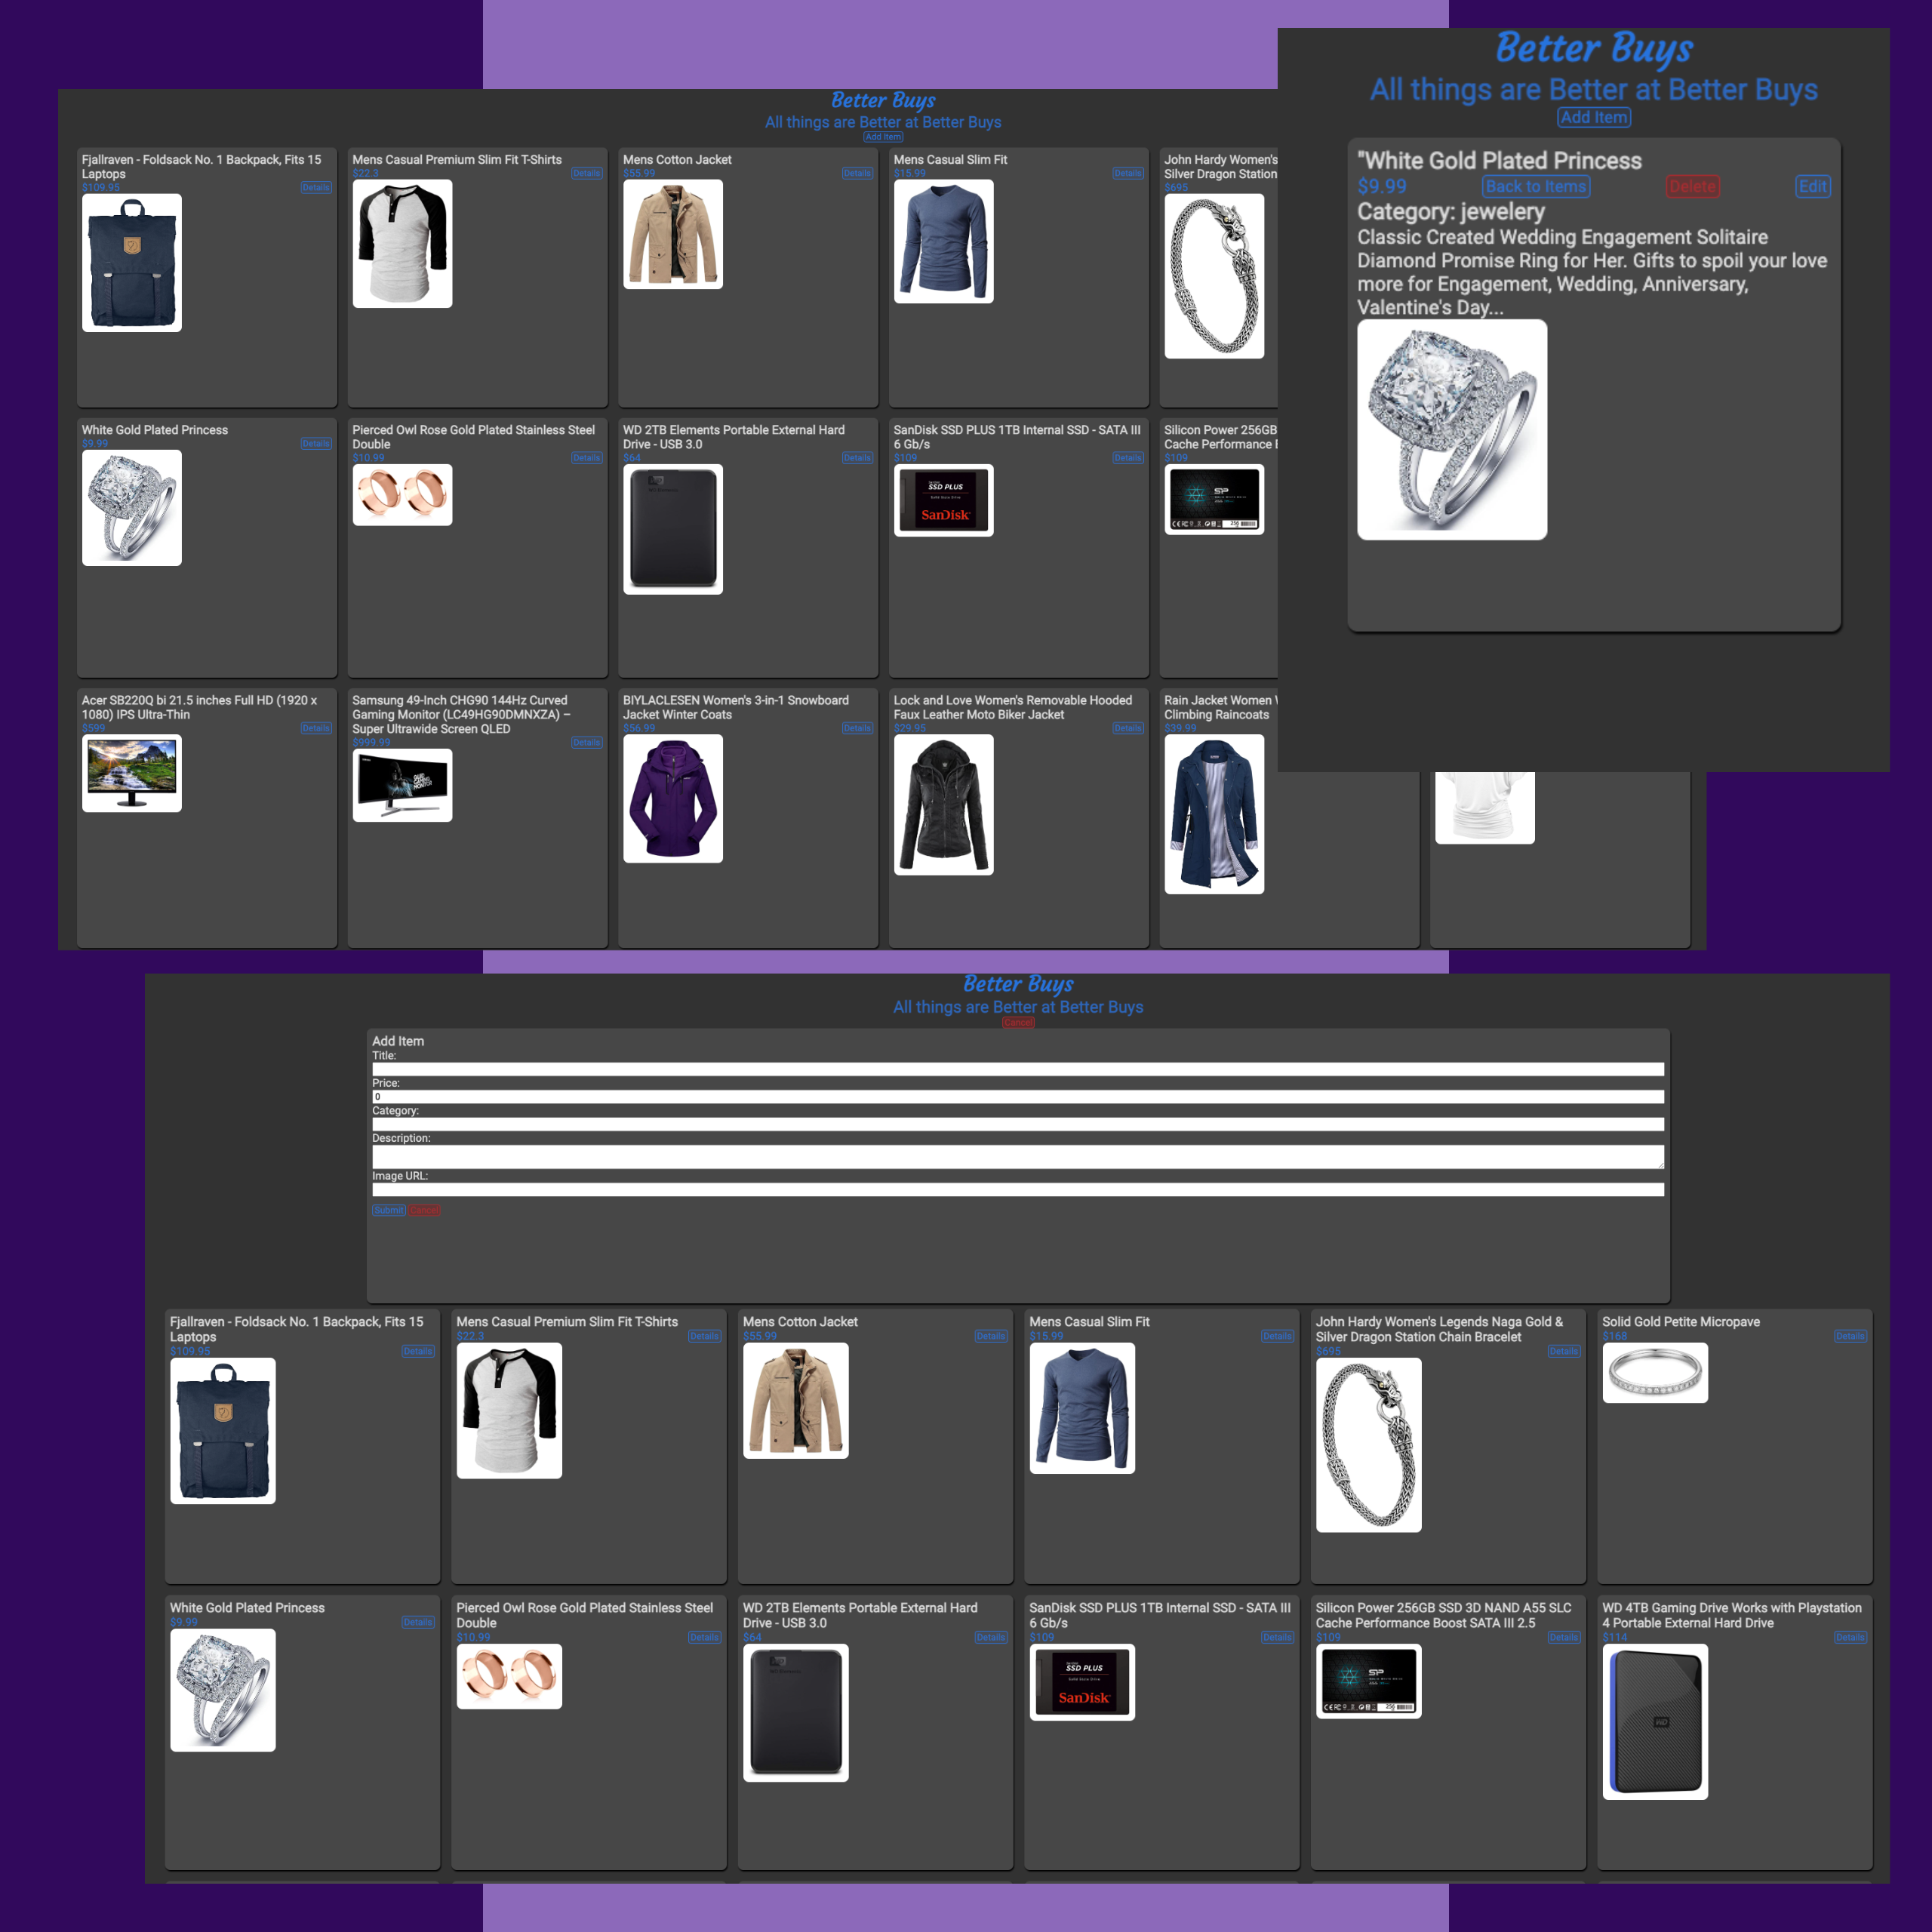 Better Buys
All things are Better at Better Buys
Add Item
Fjallraven - Foldsack No. 1 Backpack, Fits 15
Laptops
$109.95
Details
Mens Casual Premium Slim Fit T-Shirts
$22.3
Details
Mens Cotton Jacket
$55.99
Details
Mens Casual Slim Fit
$15.99
Details
John Hardy Women's
Silver Dragon Station
$695
White Gold Plated Princess
$9.99
Details
Pierced Owl Rose Gold Plated Stainless Steel
Double
$10.99
Details
WD 2TB Elements Portable External Hard
Drive - USB 3.0
$64
Details
SanDisk SSD PLUS 1TB Internal SSD - SATA III
6 Gb/s
$109
Details
SSD PLUS
SanDisk
Silicon Power 256GB
Cache Performance
$109
SP
256
Acer SB220Q bi 21.5 inches Full HD (1920 x
1080) IPS Ultra-Thin
$599
Details
Samsung 49-Inch CHG90 144Hz Curved
Gaming Monitor (LC49HG90DMNXZA) –
Super Ultrawide Screen QLED
$999.99
Details
BIYLACLESEN Women's 3-in-1 Snowboard
Jacket Winter Coats
$56.99
Details
Lock and Love Women's Removable Hooded
Faux Leather Moto Biker Jacket
$29.95
Details
Rain Jacket Women
Climbing Raincoats
$39.99
Better Buys
All things are Better at Better Buys
Add Item
"White Gold Plated Princess
$9.99
Back to Items
Delete
Edit
Category: jewelery
Classic Created Wedding Engagement Solitaire
Diamond Promise Ring for Her. Gifts to spoil your love
more for Engagement, Wedding, Anniversary,
Valentine's Day...
Better Buys
All things are Better at Better Buys
Cancel
Add Item
Title:
Price:
0
Category:
Description:
Image URL:
Submit Cancel
Fjallraven - Foldsack No. 1 Backpack, Fits 15
Laptops
$109.95
Details
Mens Casual Premium Slim Fit T-Shirts
$22.3
Details
Mens Cotton Jacket
$55.99
Details
Mens Casual Slim Fit
$15.99
Details
John Hardy Women's Legends Naga Gold &
Silver Dragon Station Chain Bracelet
$695
Details
Solid Gold Petite Micropave
$168
Details
White Gold Plated Princess
$9.99
Details
Pierced Owl Rose Gold Plated Stainless Steel
Double
$10.99
Details
WD 2TB Elements Portable External Hard
Drive - USB 3.0
$64
Details
SanDisk SSD PLUS 1TB Internal SSD - SATA III
6 Gb/s
$109
Details
SSD PLUS
SanDisk
Silicon Power 256GB SSD 3D NAND A55 SLC
Cache Performance Boost SATA III 2.5
$109
Details
SP
256
WD 4TB Gaming Drive Works with Playstation
4 Portable External Hard Drive
$114
Details
WD